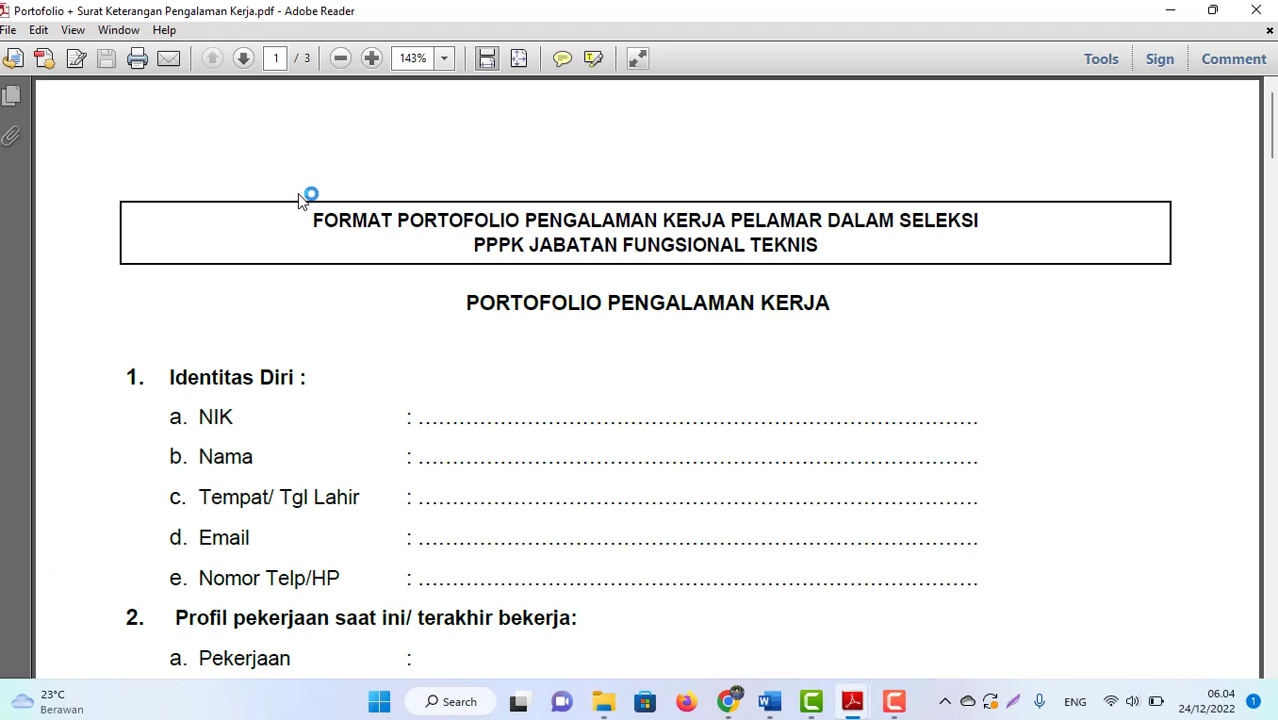 Portofolio + Surat Keterangan Pengalaman Kerja.pdf - Adobe Reader
File Edit View Window Help
1 / 3 143% Tools Sign Comment
FORMAT PORTOFOLIO PENGALAMAN KERJA PELAMAR DALAM SELEKSI
PPPK JABATAN FUNGSIONAL TEKNIS
PORTOFOLIO PENGALAMAN KERJA
1. Identitas Diri :
a. NIK : ..................................................................
b. Nama : ..................................................................
c. Tempat/ Tgl Lahir : ..................................................................
d. Email : ..................................................................
e. Nomor Telp/HP : ..................................................................
2. Profil pekerjaan saat ini/ terakhir bekerja:
a. Pekerjaan :
23°C
Berawan
Search
ENG
06.04
24/12/2022
1